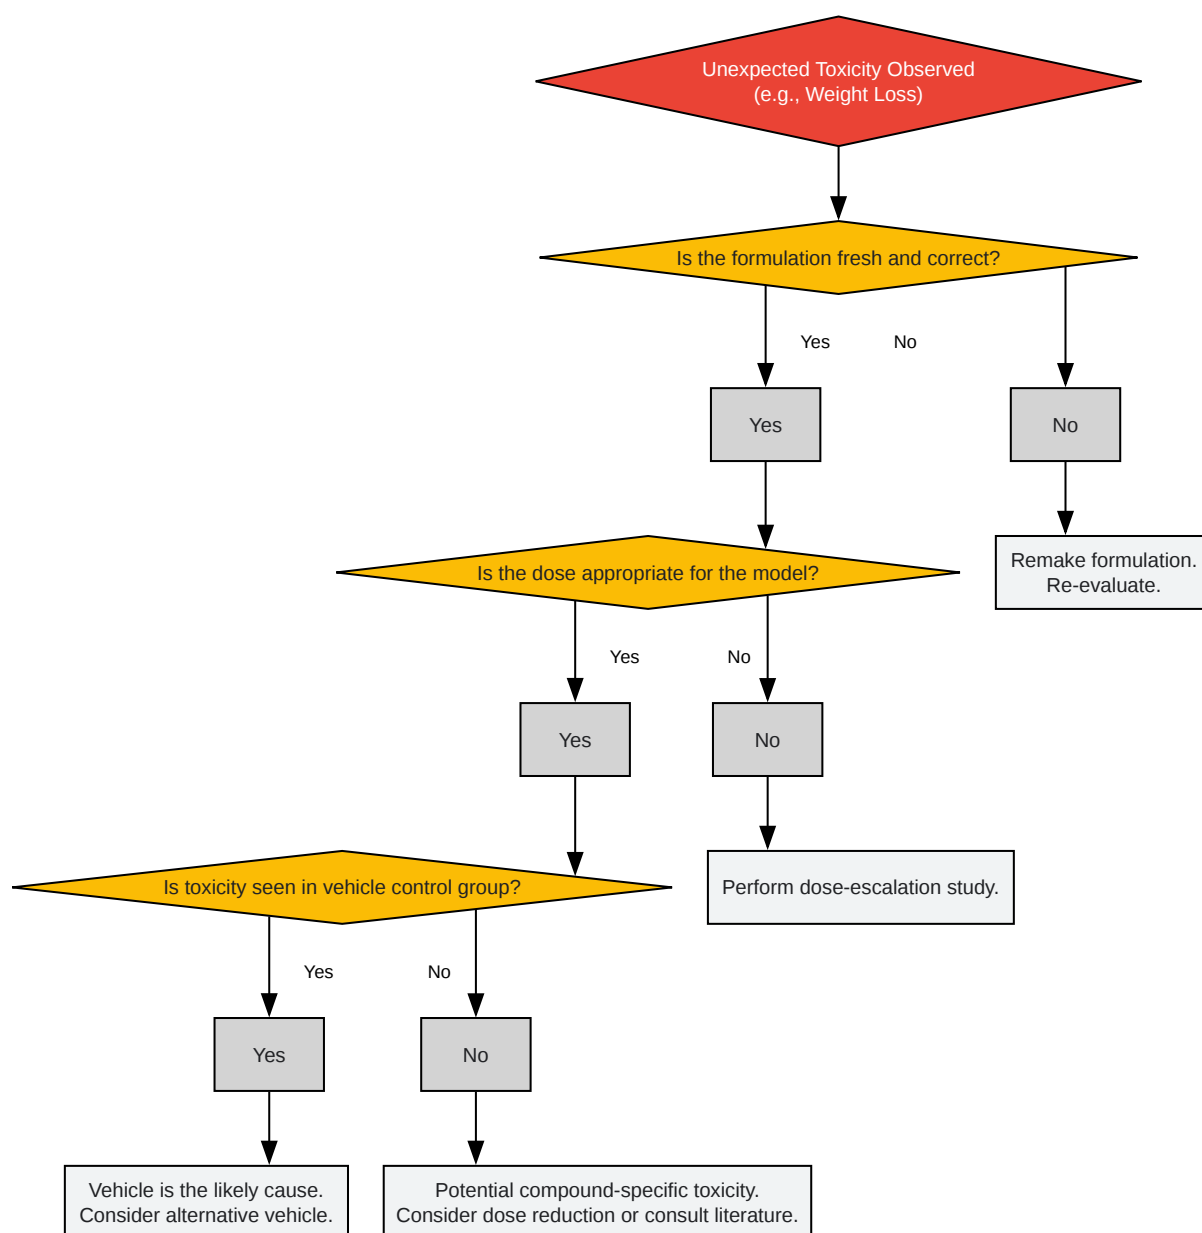 Unexpected Toxicity Observed
(e.g., Weight Loss)
Is the formulation fresh and correct?
Yes
No
Yes
No
Is the dose appropriate for the model?
Remake formulation.
Re-evaluate.
Yes
No
Yes
No
Is toxicity seen in vehicle control group?
Perform dose-escalation study.
Yes
No
Yes
No
Vehicle is the likely cause.
Consider alternative vehicle.
Potential compound-specific toxicity.
Consider dose reduction or consult literature.